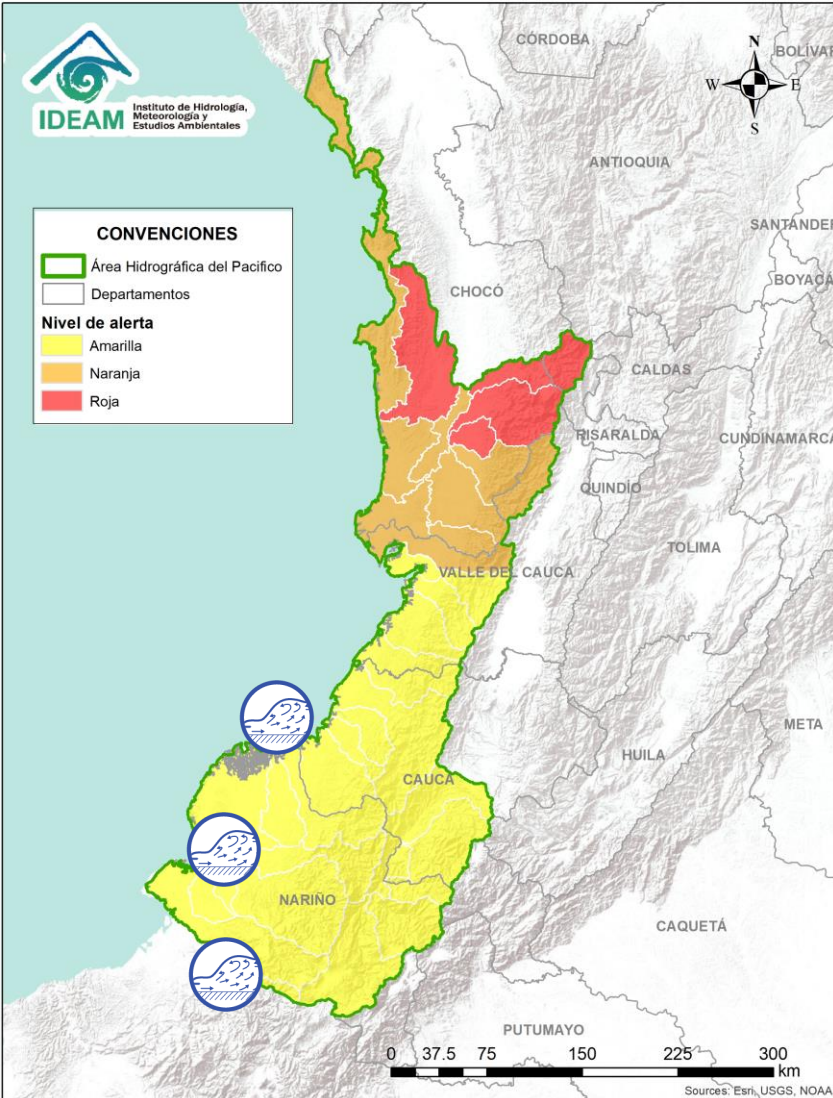 IDEAM
Instituto de Hidrología,
Meteorología y
Estudios Ambientales
N
W
E
S
CONVENCIONES
Área Hidrográfica del Pacifico
Departamentos
Nivel de alerta
Amarilla
Naranja
Roja
CÓRDOBA
BOLÍVAR
ANTIOQUIA
SANTANDER
BOYACÁ
CHOCÓ
CALDAS
RISARALDA
CUNDINAMARCA
QUINDÍO
TOLIMA
VALLE DEL CAUCA
META
HUILA
CAUCA
NARIÑO
CAQUETÁ
PUTUMAYO
0 37.5 75 150 225 300
km
Sources: Esri, USGS, NOAA